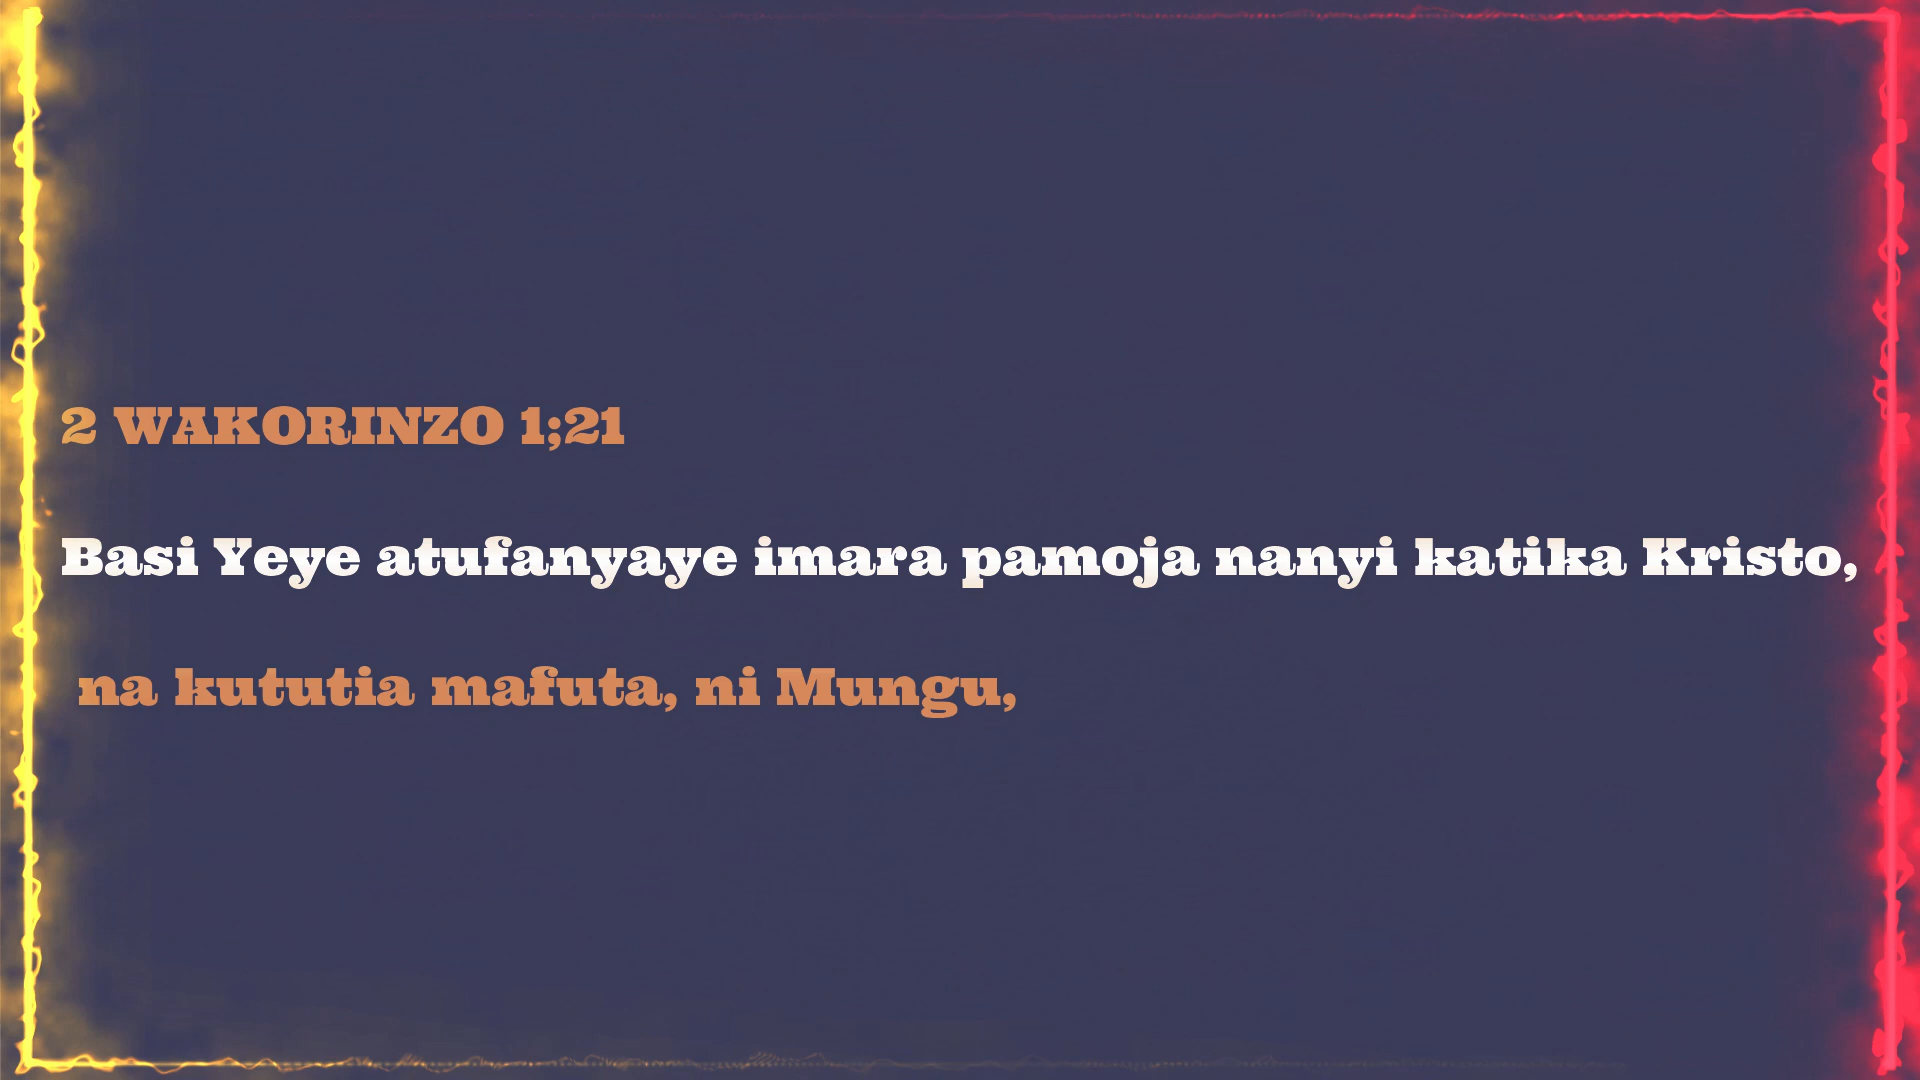 2 WAKORINZO 1;21
Basi Yeye atufanyaye imara pamoja nanyi katika Kristo,
na kututia mafuta, ni Mungu,